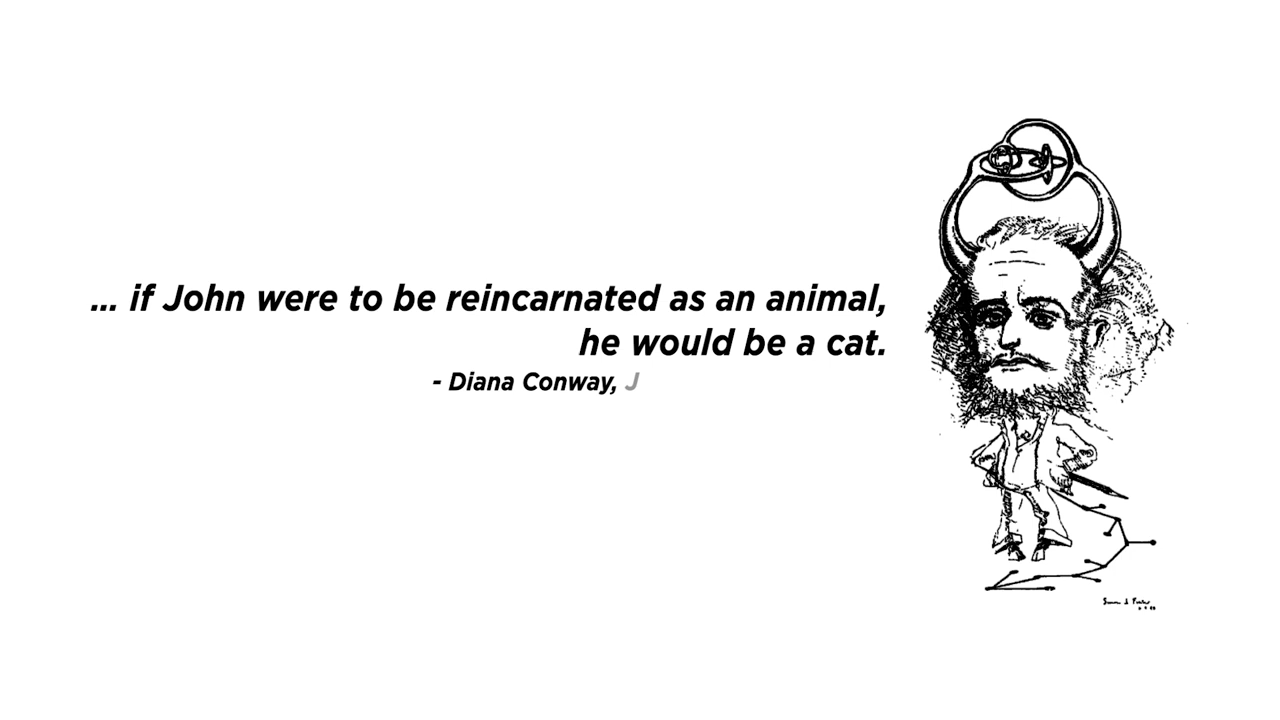 ... if John were to be reincarnated as an animal,
he would be a cat.
- Diana Conway, J